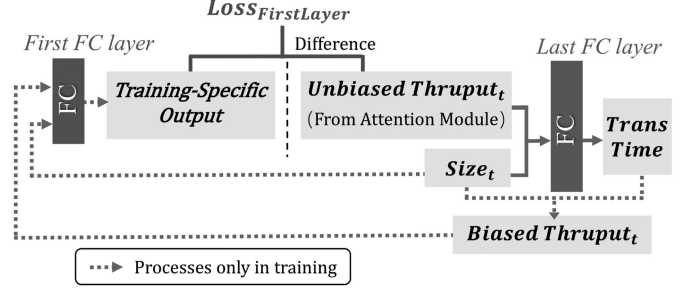 Loss_FirstLayer
Difference
First FC layer
Last FC layer
FC
Training-Specific
Output
Unbiased Thruput_t
(From Attention Module)
FC
Trans
Time
Size_t
Biased Thruput_t
Processes only in training